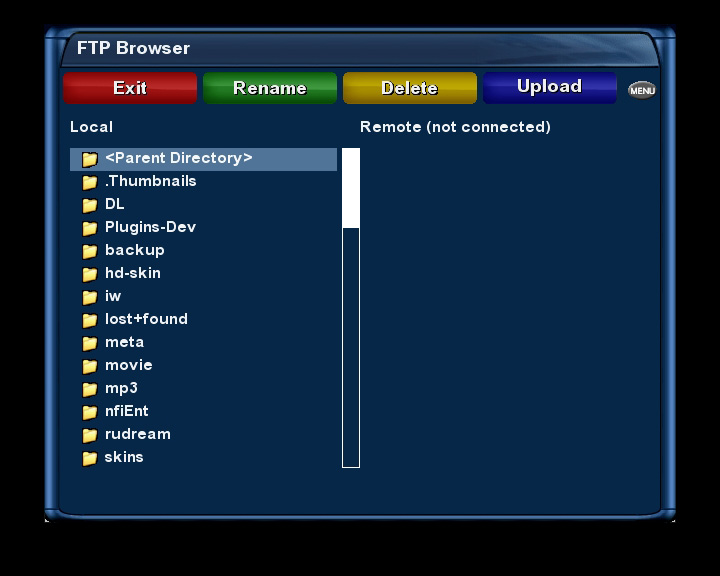 FTP Browser
Exit Rename Delete Upload MENU
Local Remote (not connected)
<Parent Directory>
.Thumbnails
DL
Plugins-Dev
backup
hd-skin
iw
lost+found
meta
movie
mp3
nfiEnt
rudream
skins